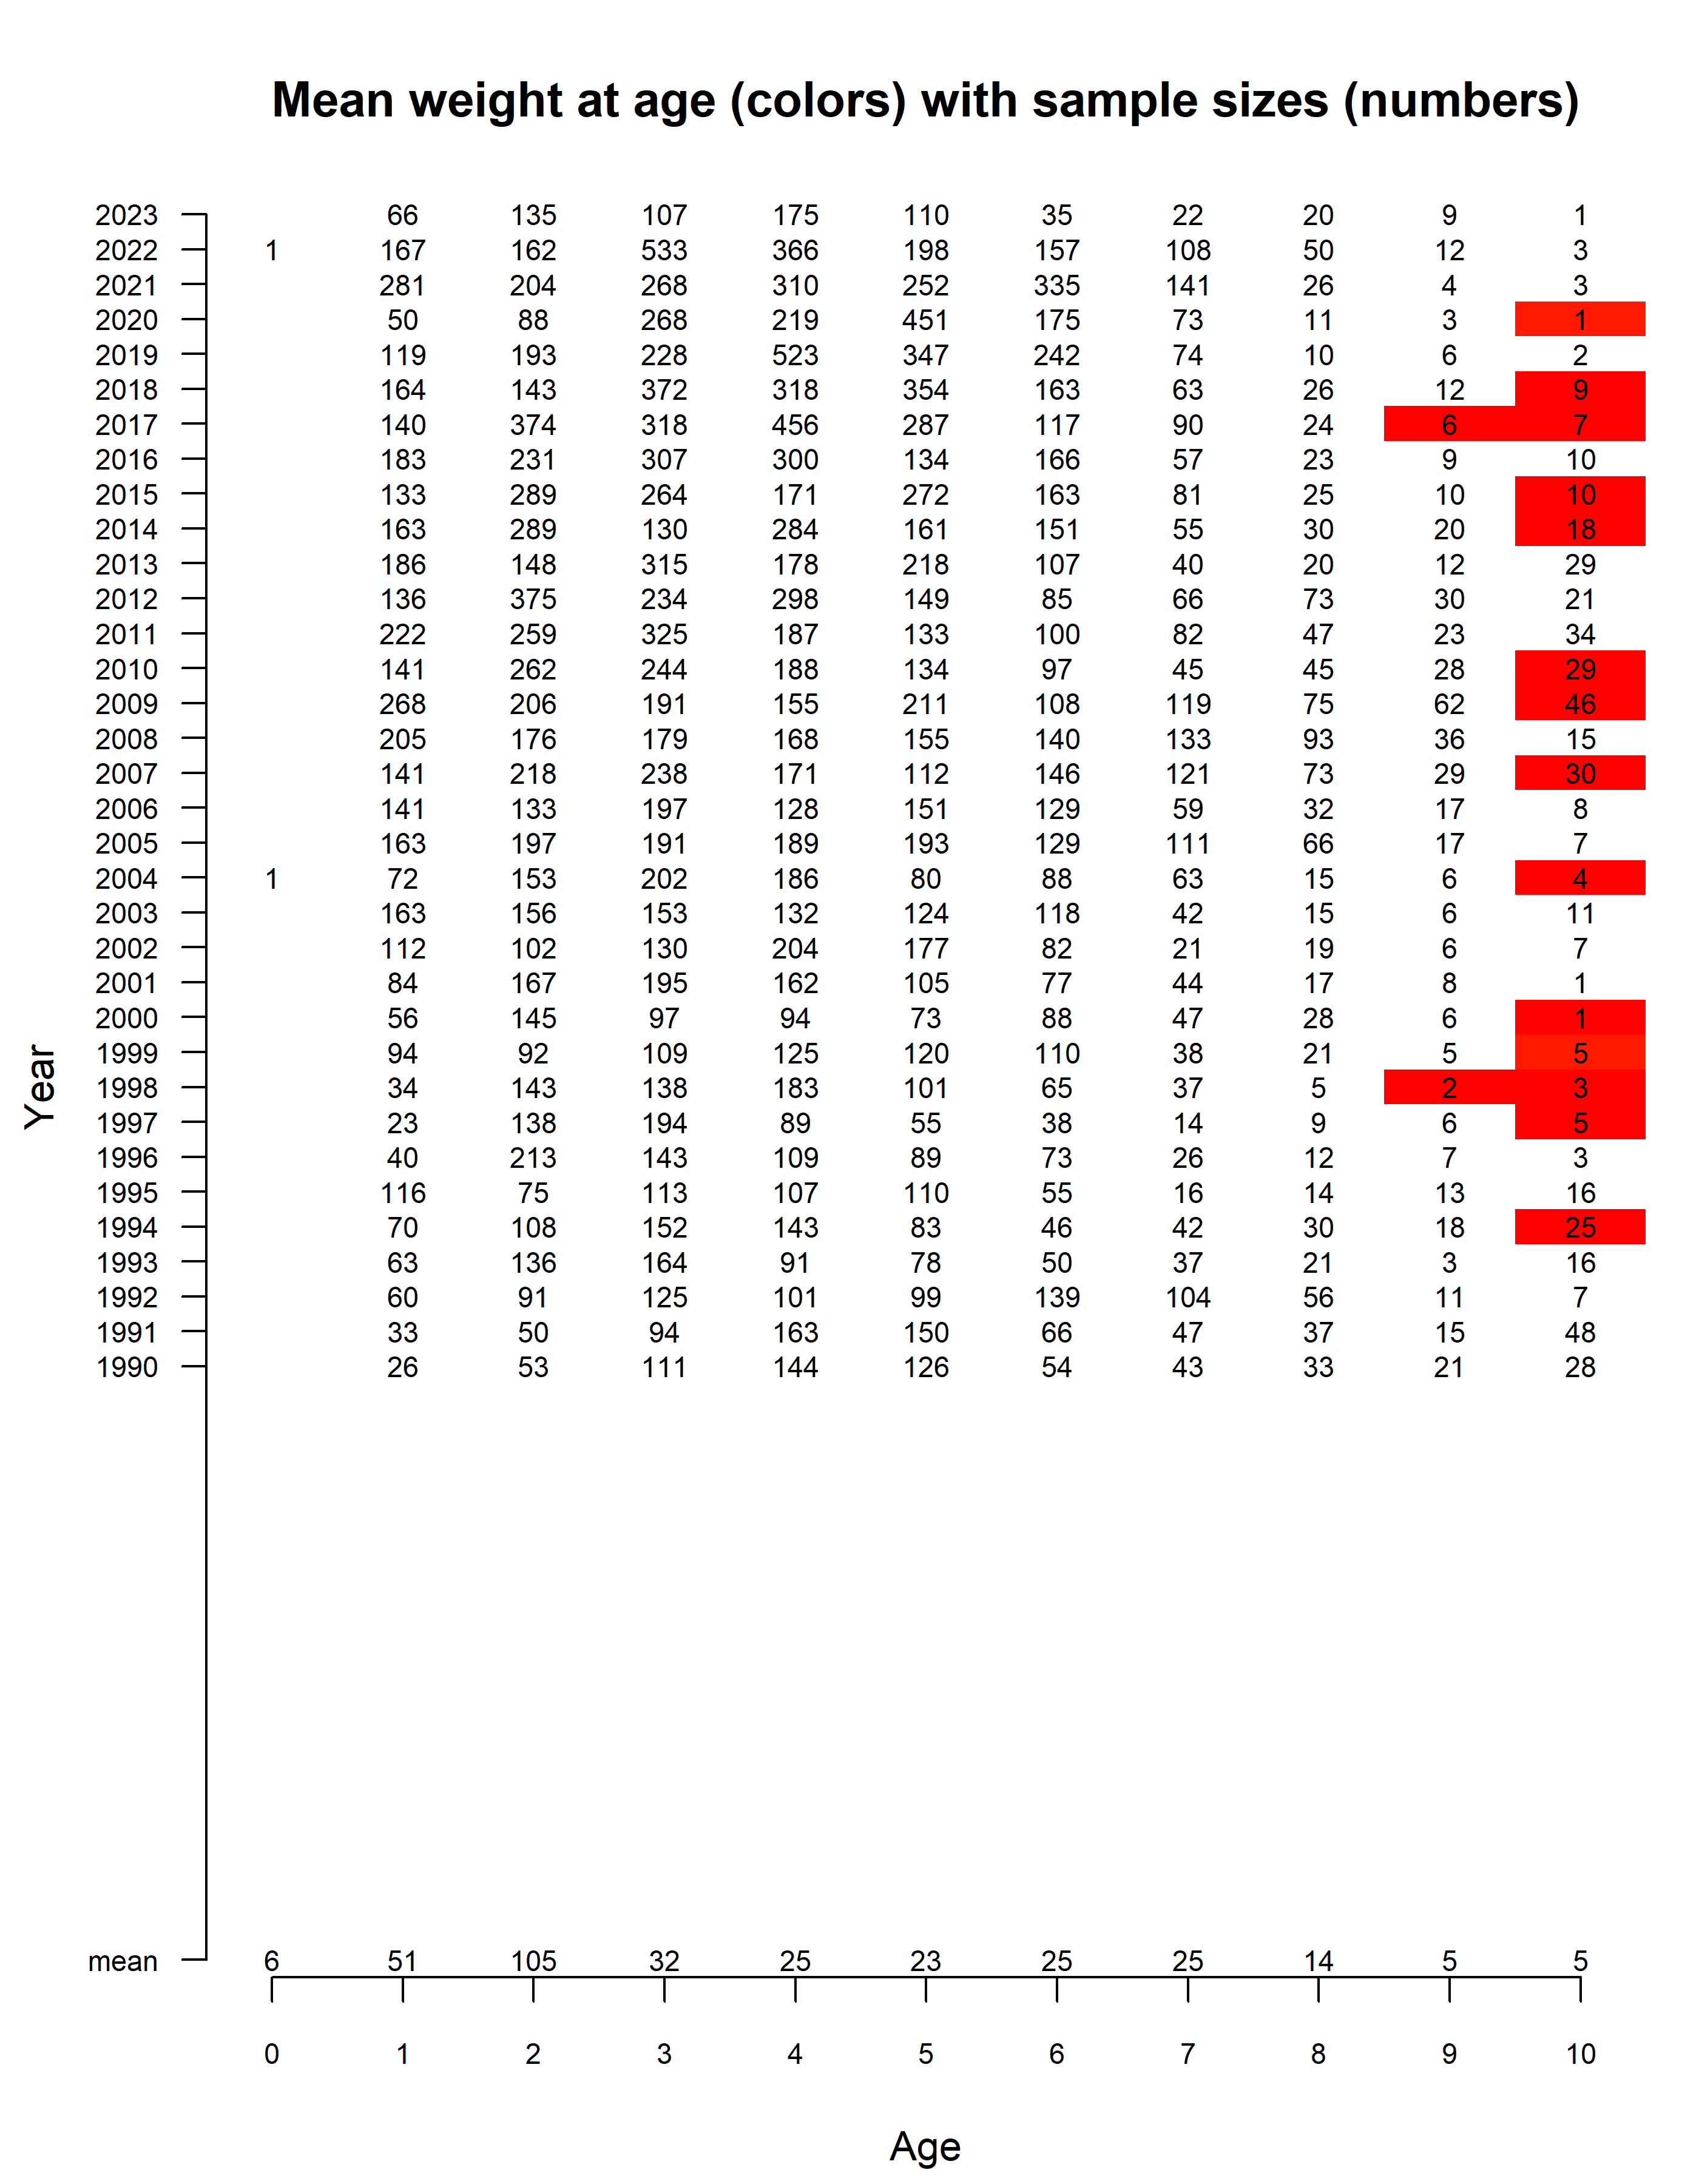 Mean weight at age (colors) with sample sizes (numbers)
2023 66 135 107 175 110 35 22 20 9 1
2022 1 167 162 533 366 198 157 108 50 12 3
2021 281 204 268 310 252 335 141 26 4 3
2020 50 88 268 219 451 175 73 11 3 1
2019 119 193 228 523 347 242 74 10 6 2
2018 164 143 372 318 354 163 63 26 12 9
2017 140 374 318 456 287 117 90 24 6 7
2016 183 231 307 300 134 166 57 23 9 10
2015 133 289 264 171 272 163 81 25 10 10
2014 163 289 130 284 161 151 55 30 20 18
2013 186 148 315 178 218 107 40 20 12 29
2012 136 375 234 298 149 85 66 73 30 21
2011 222 259 325 187 133 100 82 47 23 34
2010 141 262 244 188 134 97 45 45 28 29
2009 268 206 191 155 211 108 119 75 62 46
2008 205 176 179 168 155 140 133 93 36 15
2007 141 218 238 171 112 146 121 73 29 30
2006 141 133 197 128 151 129 59 32 17 8
2005 163 197 191 189 193 129 111 66 17 7
2004 1 72 153 202 186 80 88 63 15 6 4
2003 163 156 153 132 124 118 42 15 6 11
2002 112 102 130 204 177 82 21 19 6 7
2001 84 167 195 162 105 77 44 17 8 1
2000 56 145 97 94 73 88 47 28 6 1
1999 94 92 109 125 120 110 38 21 5 5
1998 34 143 138 183 101 65 37 5 2 3
1997 23 138 194 89 55 38 14 9 6 5
1996 40 213 143 109 89 73 26 12 7 3
1995 116 75 113 107 110 55 16 14 13 16
1994 70 108 152 143 83 46 42 30 18 25
1993 63 136 164 91 78 50 37 21 3 16
1992 60 91 125 101 99 139 104 56 11 7
1991 33 50 94 163 150 66 47 37 15 48
1990 26 53 111 144 126 54 43 33 21 28
mean 6 51 105 32 25 23 25 25 14 5 5
0 1 2 3 4 5 6 7 8 9 10
Age
Year